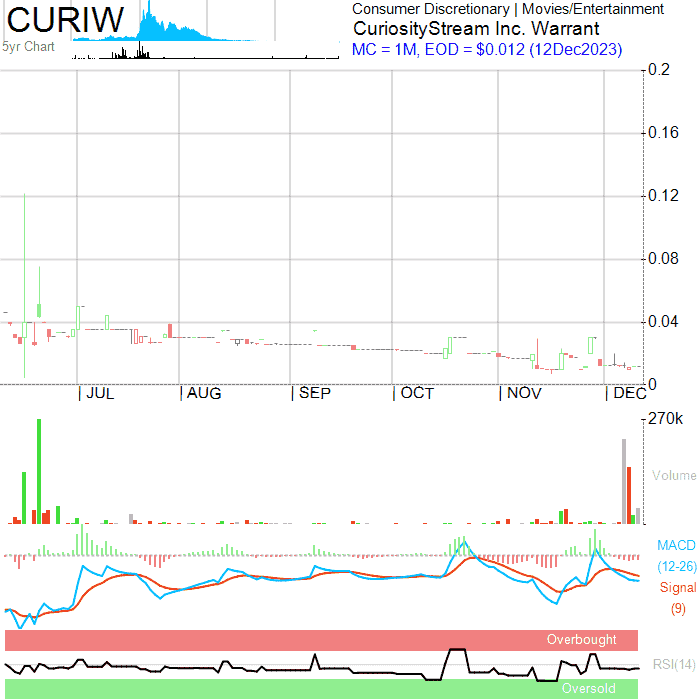 CURIW
5yr Chart
Consumer Discretionary | Movies/Entertainment
CuriosityStream Inc. Warrant
MC = 1M, EOD = $0.012 (12Dec2023)
0.2
0.16
0.12
0.08
0.04
0
| JUL | AUG | SEP | OCT | NOV | DEC
270k
Volume
MACD
(12-26)
Signal
(9)
Overbought
RSI(14)
Oversold